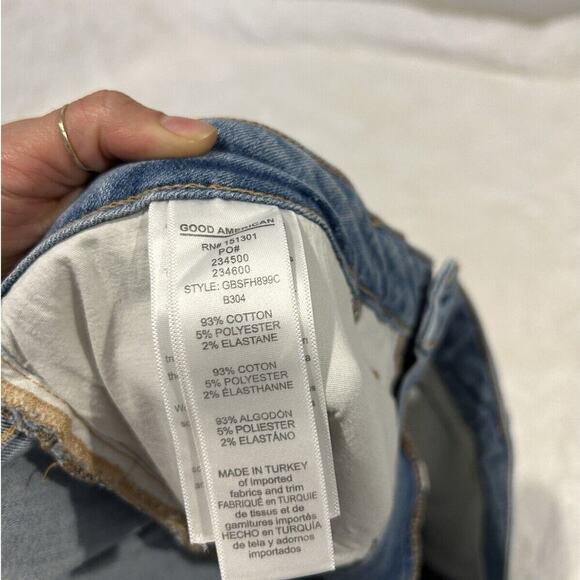 GOOD AMERICAN
RN# 151301
PO#
234500
234600
STYLE: GBSFH899C
B304
93% COTTON
5% POLYESTER
2% ELASTANE
93% COTON
5% POLYESTER
2% ÉLASTHANNE
93% ALGODÓN
5% POLIÉSTER
2% ELASTÁNO
MADE IN TURKEY
of imported
fabrics and trim
FABRIQUÉ en TURQUIE
de tissus et de
garnitures importés
HECHO en TURQUÍA
de tela y adornos
importados